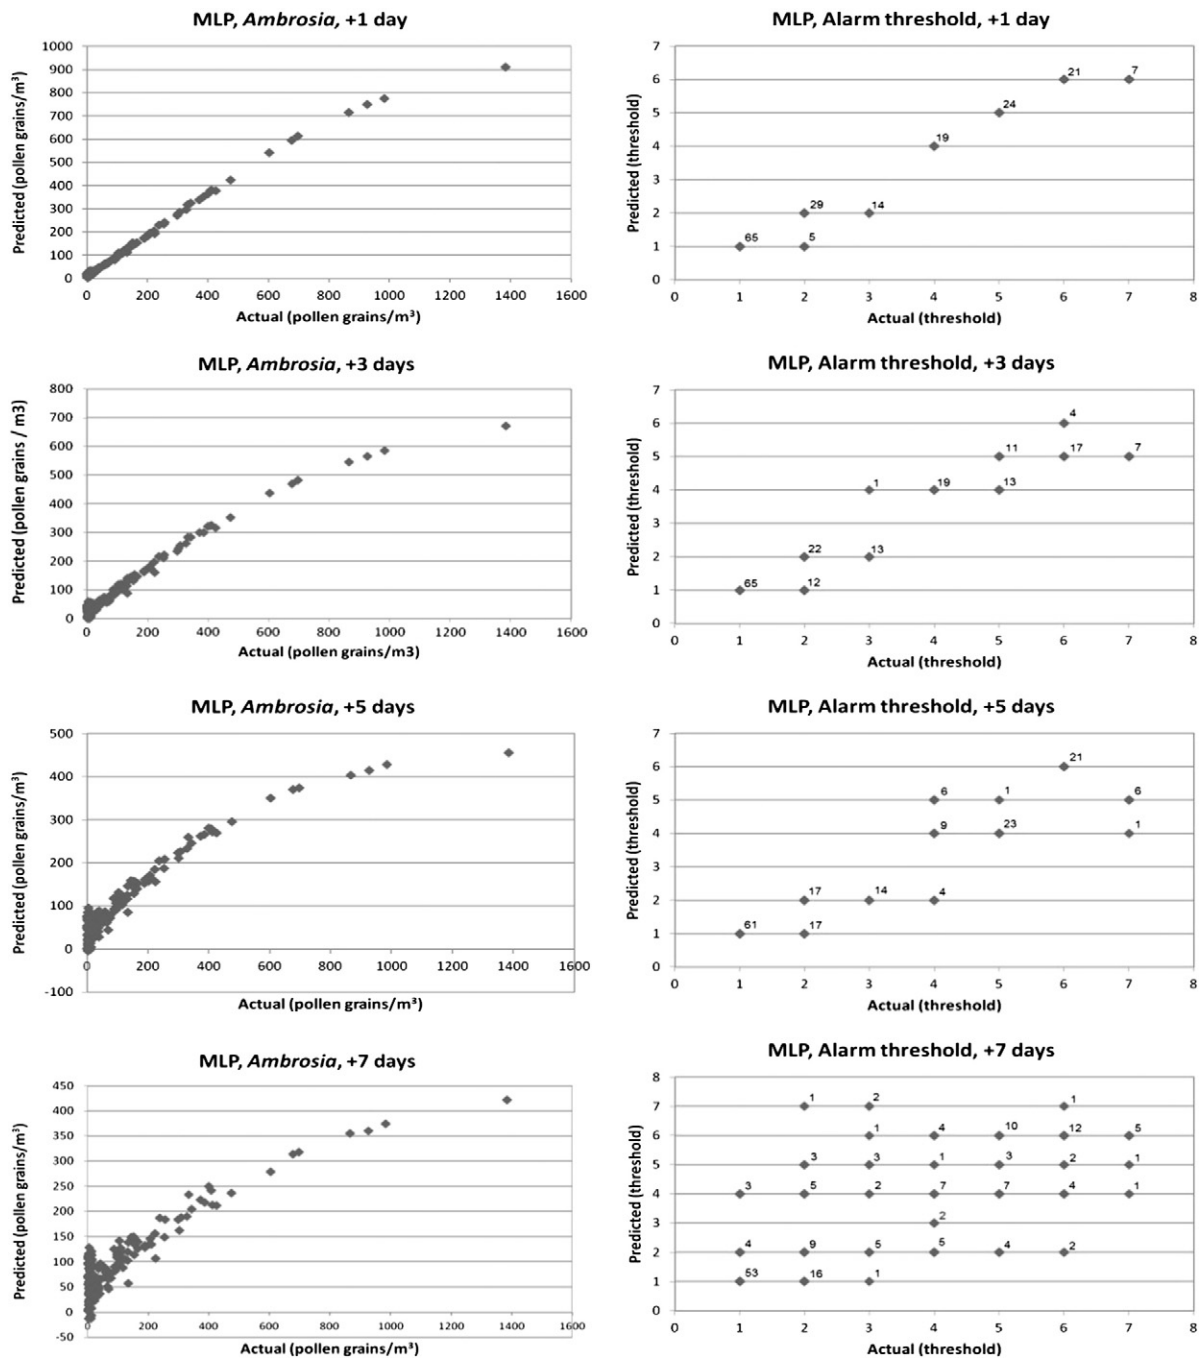 MLP, Ambrosia, +1 day
Predicted (pollen grains/m³)
1000
900
800
700
600
500
400
300
200
100
0
0 200 400 600 800 1000 1200 1400 1600
Actual (pollen grains/m³)
MLP, Alarm threshold, +1 day
Predicted (threshold)
7
6
5
4
3
2
1
0
21 7
24
19
29 14
65 5
0 1 2 3 4 5 6 7 8
Actual (threshold)
MLP, Ambrosia, +3 days
Predicted (pollen grains / m3)
800
700
600
500
400
300
200
100
0
0 200 400 600 800 1000 1200 1400 1600
Actual (pollen grains/m3)
MLP, Alarm threshold, +3 days
Predicted (threshold)
7
6
5
4
3
2
1
0
4
11 17 7
1 19 13
22 13
65 12
0 1 2 3 4 5 6 7 8
Actual (threshold)
MLP, Ambrosia, +5 days
Predicted (pollen grains/m³)
500
400
300
200
100
0
-100
0 200 400 600 800 1000 1200 1400 1600
Actual (pollen grains/m³)
MLP, Alarm threshold, +5 days
Predicted (threshold)
7
6
5
4
3
2
1
0
21
6 1 6
9 23 1
17 14 4
61 17
0 1 2 3 4 5 6 7 8
Actual (threshold)
MLP, Ambrosia, +7 days
Predicted (pollen grains/m³)
450
400
350
300
250
200
150
100
50
0
-50
0 200 400 600 800 1000 1200 1400 1600
Actual (pollen grains/m³)
MLP, Alarm threshold, +7 days
Predicted (threshold)
8
7
6
5
4
3
2
1
0
1 2 1
1 4 10 12 5
3 3 1 3 2 1
3 5 2 7 7 4 1
2
4 9 5 5 4 2
53 16 1
0 1 2 3 4 5 6 7 8
Actual (threshold)